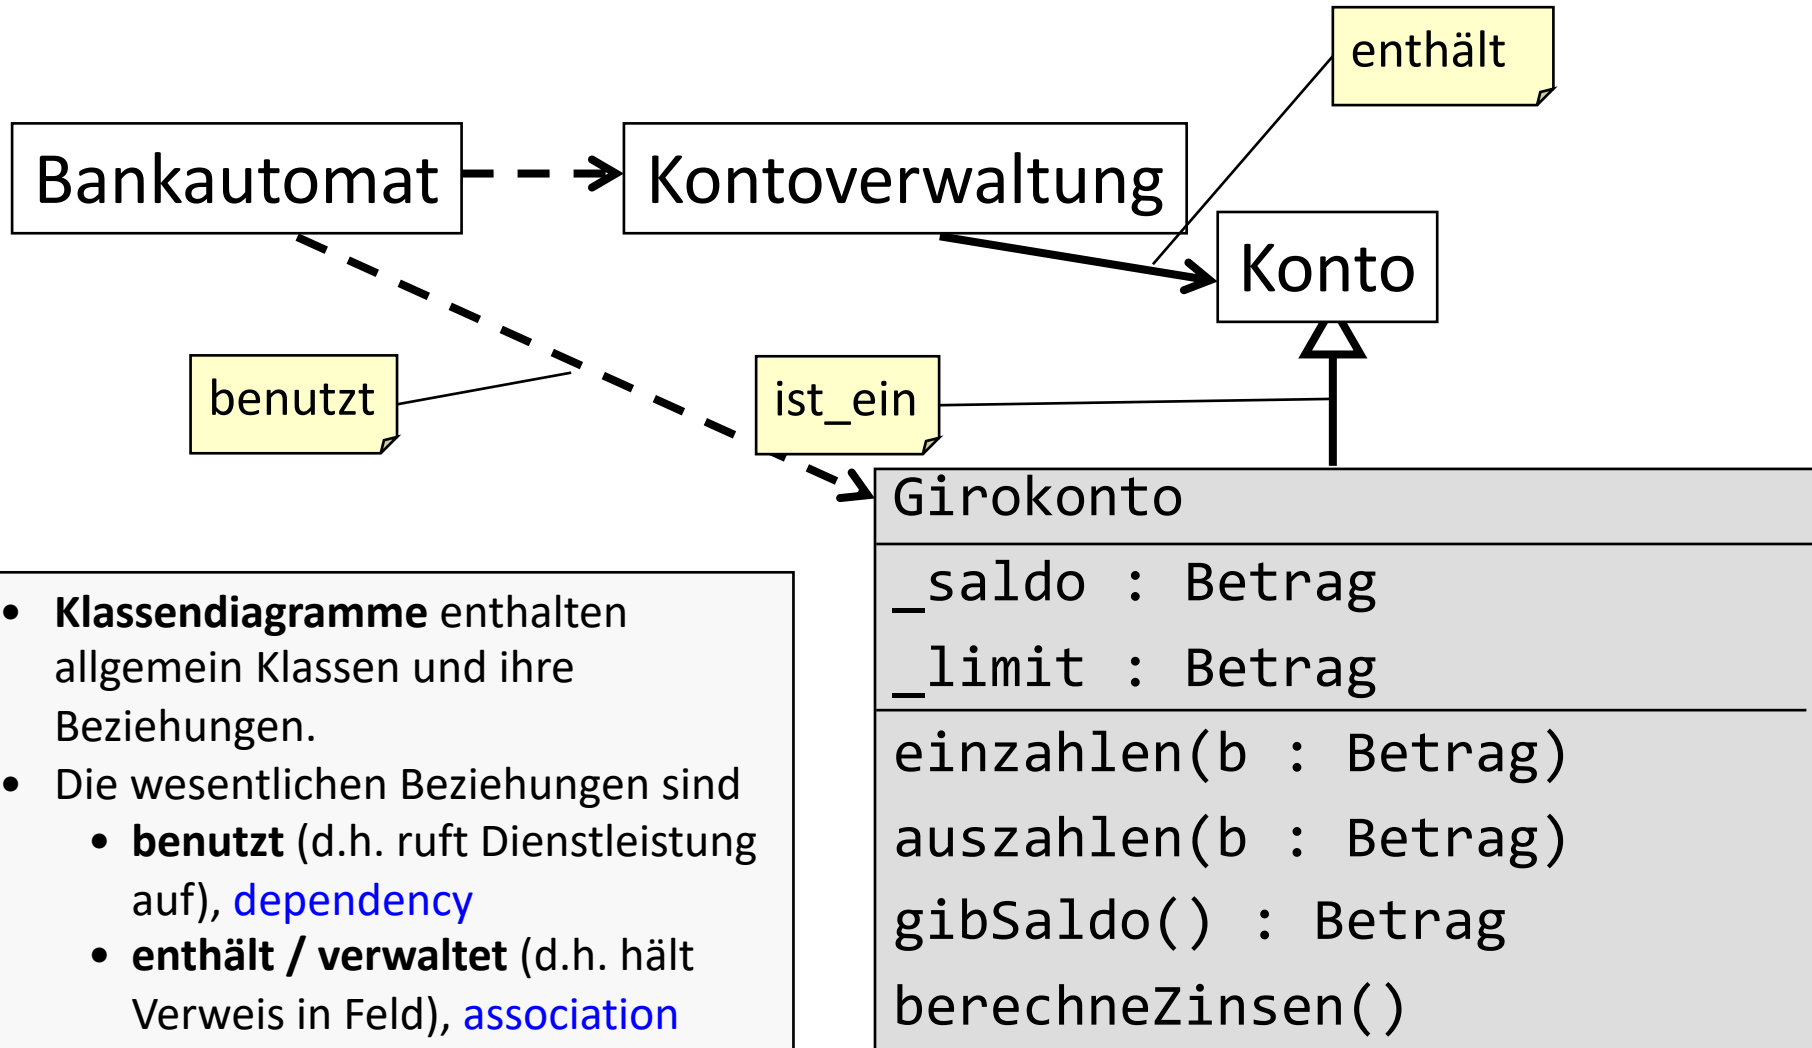 enthält
Bankautomat
Kontoverwaltung
Konto
benutzt
ist_ein
Girokonto
_saldo : Betrag
_limit : Betrag
einzahlen(b : Betrag)
auszahlen(b : Betrag)
gibSaldo() : Betrag
berechneZinsen()
• Klassendiagramme enthalten
allgemein Klassen und ihre
Beziehungen.
• Die wesentlichen Beziehungen sind
• benutzt (d.h. ruft Dienstleistung
auf), dependency
• enthält / verwaltet (d.h. hält
Verweis in Feld), association